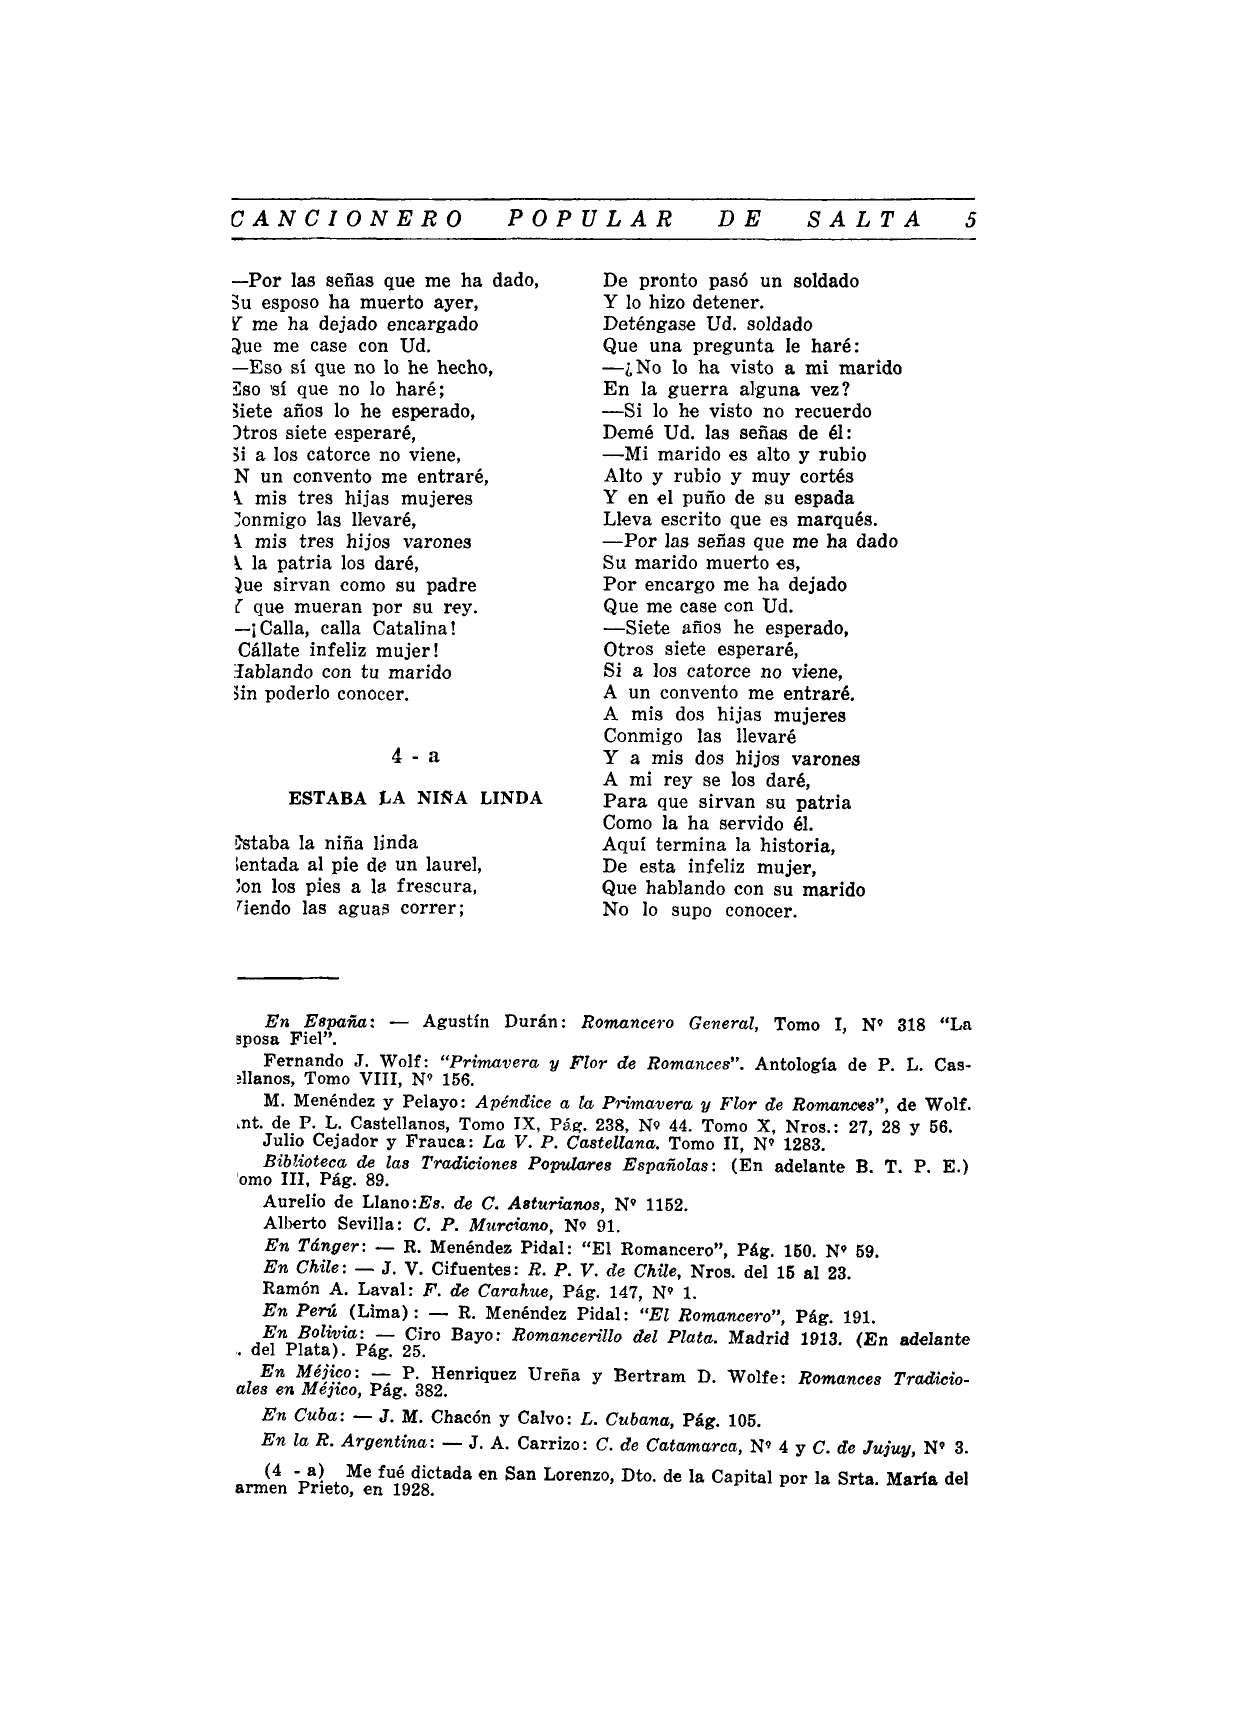 CANCIONERO POPULAR DE SALTA 5
—Por las señas que me ha dado,
Su esposo ha muerto ayer,
Y me ha dejado encargado
Que me case con Ud.
—Eso sí que no lo he hecho,
Eso sí que no lo haré;
Siete años lo he esperado,
Otros siete esperaré,
Si a los catorce no viene,
N un convento me entraré,
A mis tres hijas mujeres
Conmigo las llevaré,
A mis tres hijos varones
A la patria los daré,
Que sirvan como su padre
Y que mueran por su rey.
—¡Calla, calla Catalina!
Cállate infeliz mujer!
Hablando con tu marido
Sin poderlo conocer.
4 - a
ESTABA LA NIÑA LINDA
Estaba la niña linda
Sentada al pie de un laurel,
Con los pies a la frescura,
Viendo las aguas correr;
De pronto pasó un soldado
Y lo hizo detener.
Deténgase Ud. soldado
Que una pregunta le haré:
—¿No lo ha visto a mi marido
En la guerra alguna vez?
—Si lo he visto no recuerdo
Demé Ud. las señas de él:
—Mi marido es alto y rubio
Alto y rubio y muy cortés
Y en el puño de su espada
Lleva escrito que es marqués.
—Por las señas que me ha dado
Su marido muerto es,
Por encargo me ha dejado
Que me case con Ud.
—Siete años he esperado,
Otros siete esperaré,
Si a los catorce no viene,
A un convento me entraré.
A mis dos hijas mujeres
Conmigo las llevaré
Y a mis dos hijos varones
A mi rey se los daré,
Para que sirvan su patria
Como la ha servido él.
Aquí termina la historia,
De esta infeliz mujer,
Que hablando con su marido
No lo supo conocer.
En España: — Agustín Durán: Romancero General, Tomo I, Nº 318 “La
sposa Fiel”.
Fernando J. Wolf: “Primavera y Flor de Romances”. Antología de P. L. Cas-
ellanos, Tomo VIII, Nº 156.
M. Menéndez y Pelayo: Apéndice a la Primavera y Flor de Romances”, de Wolf.
nt. de P. L. Castellanos, Tomo IX, Pág. 238, Nº 44. Tomo X, Nros.: 27, 28 y 56.
Julio Cejador y Frauca: La V. P. Castellana. Tomo II, Nº 1283.
Biblioteca de las Tradiciones Populares Españolas: (En adelante B. T. P. E.)
omo III, Pág. 89.
Aurelio de Llano:Es. de C. Asturianos, Nº 1152.
Alberto Sevilla: C. P. Murciano, Nº 91.
En Tánger: — R. Menéndez Pidal: “El Romancero”, Pág. 150. Nº 59.
En Chile: — J. V. Cifuentes: R. P. V. de Chile, Nros. del 15 al 23.
Ramón A. Laval: F. de Carahue, Pág. 147, Nº 1.
En Perú (Lima): — R. Menéndez Pidal: “El Romancero”, Pág. 191.
En Bolivia: — Ciro Bayo: Romancerillo del Plata. Madrid 1913. (En adelante
. del Plata). Pág. 25.
En Méjico: — P. Henriquez Ureña y Bertram D. Wolfe: Romances Tradicio-
ales en Méjico, Pág. 382.
En Cuba: — J. M. Chacón y Calvo: L. Cubana, Pág. 105.
En la R. Argentina: — J. A. Carrizo: C. de Catamarca, Nº 4 y C. de Jujuy, Nº 3.
(4 - a) Me fué dictada en San Lorenzo, Dto. de la Capital por la Srta. María del
armen Prieto, en 1928.